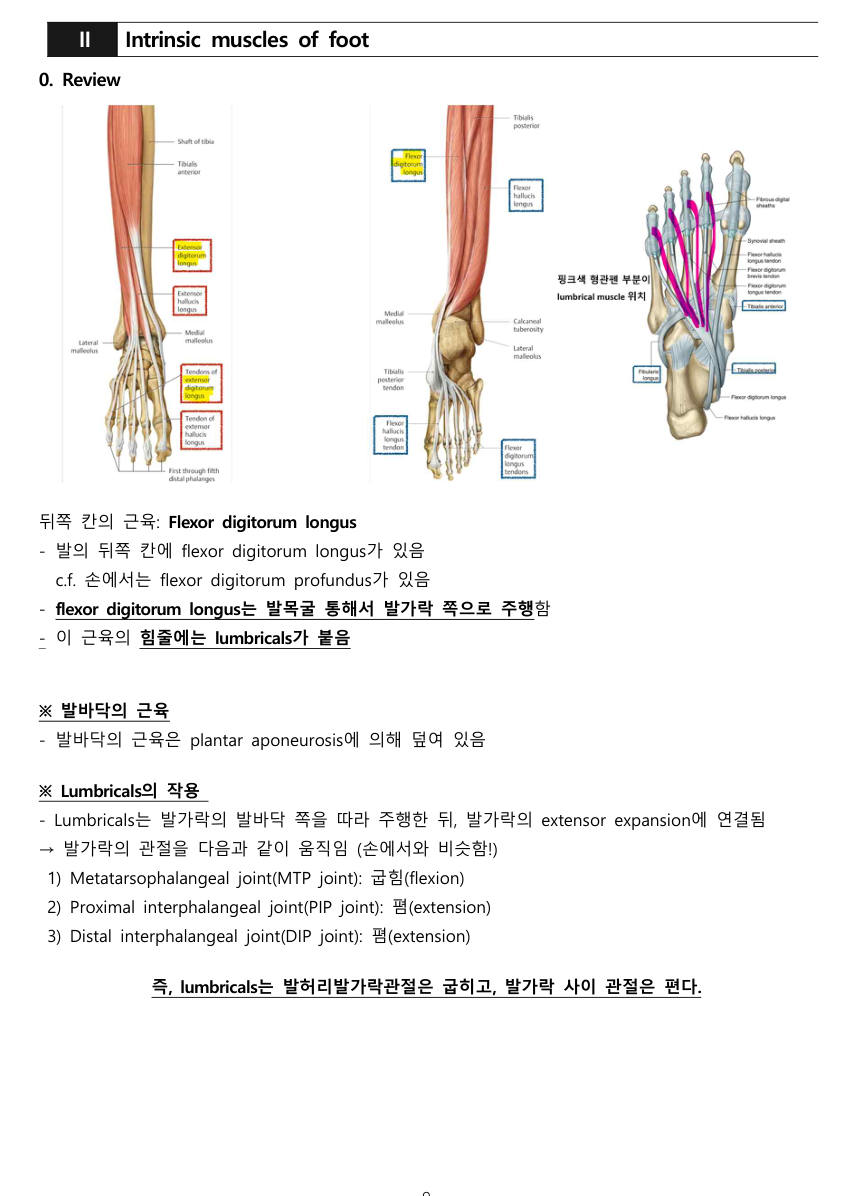 II Intrinsic muscles of foot
0. Review
Shaft of tibia
Tibialis
anterior
Extensor
digitorum
longus
Extensor
hallucis
longus
Medial
malleolus
Lateral
malleolus
Tendons of
extensor
digitorum
longus
Tendon of
extensor
hallucis
longus
First through fifth
distal phalanges
Tibialis
posterior
Flexor
digitorum
longus
Flexor
hallucis
longus
Medial
malleolus
Calcaneal
tuberosity
Lateral
malleolus
Tibialis
posterior
tendon
Flexor
hallucis
longus
tendon
Flexor
digitorum
longus
tendons
핑크색 형관펜 부분이
lumbrical muscle 위치
Fibrous digital
sheaths
Synovial sheath
Flexor hallucis
longus tendon
Flexor digitorum
brevis tendon
Flexor digitorum
longus tendon
Tibialis anterior
Fibularis
longus
Tibialis posterior
Flexor digitorum longus
Flexor hallucis longus
뒤쪽 칸의 근육: Flexor digitorum longus
- 발의 뒤쪽 칸에 flexor digitorum longus가 있음
c.f. 손에서는 flexor digitorum profundus가 있음
- flexor digitorum longus는 발목굴 통해서 발가락 쪽으로 주행함
- 이 근육의 힘줄에는 lumbricals가 붙음
※ 발바닥의 근육
- 발바닥의 근육은 plantar aponeurosis에 의해 덮여 있음
※ Lumbricals의 작용
- Lumbricals는 발가락의 발바닥 쪽을 따라 주행한 뒤, 발가락의 extensor expansion에 연결됨
→ 발가락의 관절을 다음과 같이 움직임 (손에서와 비슷함!)
1) Metatarsophalangeal joint(MTP joint): 굽힘(flexion)
2) Proximal interphalangeal joint(PIP joint): 폄(extension)
3) Distal interphalangeal joint(DIP joint): 폄(extension)
즉, lumbricals는 발허리발가락관절은 굽히고, 발가락 사이 관절은 편다.